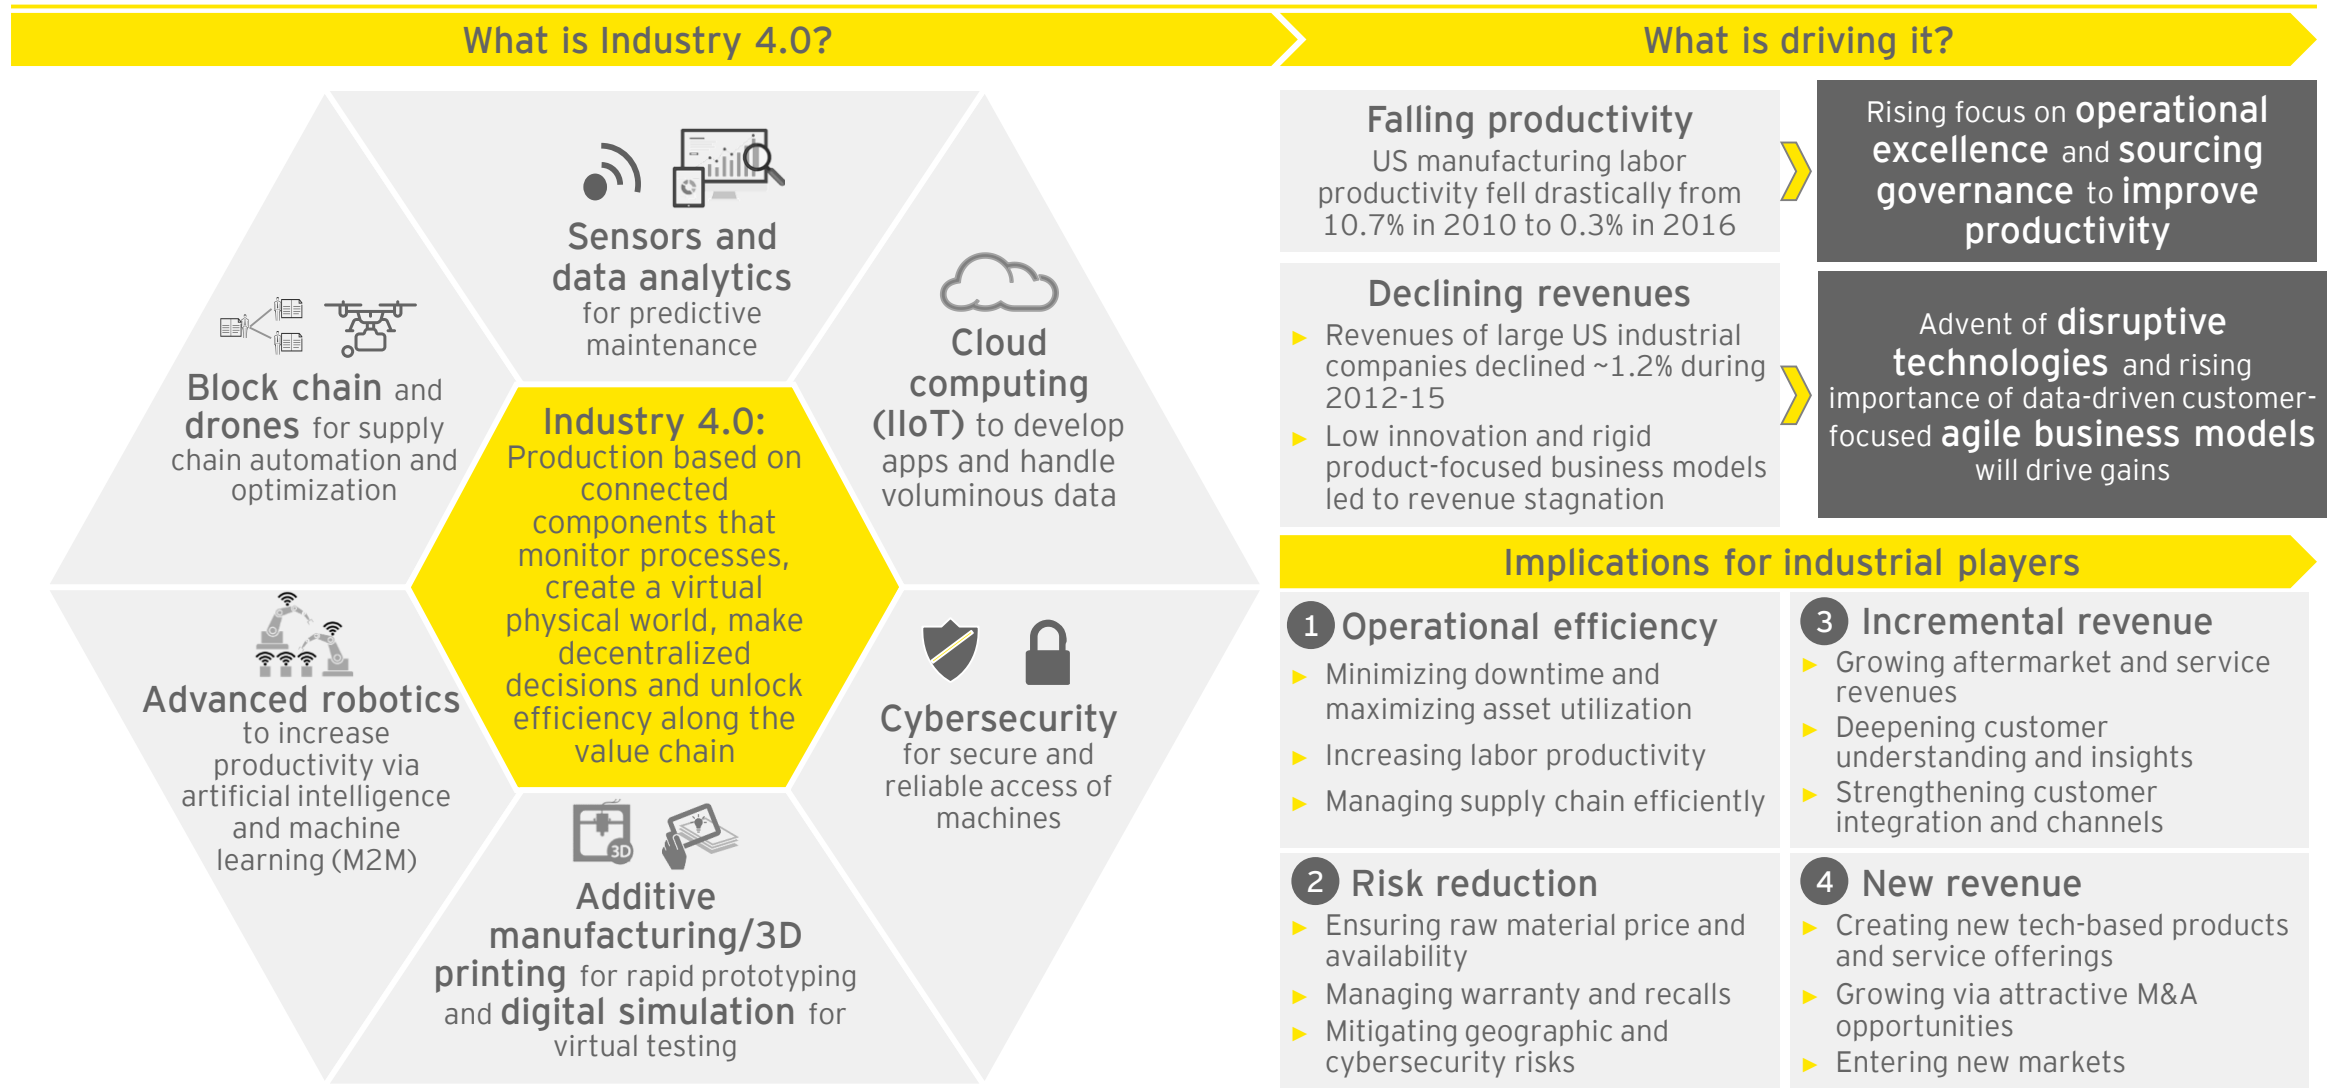 What is Industry 4.0?
Sensors and
data analytics
for predictive
maintenance
Cloud
computing
(IIoT) to develop
apps and handle
voluminous data
Cybersecurity
for secure and
reliable access of
machines
3D
Additive
manufacturing/3D
printing for rapid prototyping
and digital simulation for
virtual testing
Advanced robotics
to increase
productivity via
artificial intelligence
and machine
learning (M2M)
Block chain and
drones for supply
chain automation and
optimization
Industry 4.0:
Production based on
connected
components that
monitor processes,
create a virtual
physical world, make
decentralized
decisions and unlock
efficiency along the
value chain
What is driving it?
Falling productivity
US manufacturing labor
productivity fell drastically from
10.7% in 2010 to 0.3% in 2016
Rising focus on operational
excellence and sourcing
governance to improve
productivity
Declining revenues
► Revenues of large US industrial
companies declined ~1.2% during
2012-15
► Low innovation and rigid
product-focused business models
led to revenue stagnation
Advent of disruptive
technologies and rising
importance of data-driven customer-
focused agile business models
will drive gains
Implications for industrial players
1 Operational efficiency
► Minimizing downtime and
maximizing asset utilization
► Increasing labor productivity
► Managing supply chain efficiently
2 Risk reduction
► Ensuring raw material price and
availability
► Managing warranty and recalls
► Mitigating geographic and
cybersecurity risks
3 Incremental revenue
► Growing aftermarket and service
revenues
► Deepening customer
understanding and insights
► Strengthening customer
integration and channels
4 New revenue
► Creating new tech-based products
and service offerings
► Growing via attractive M&A
opportunities
► Entering new markets